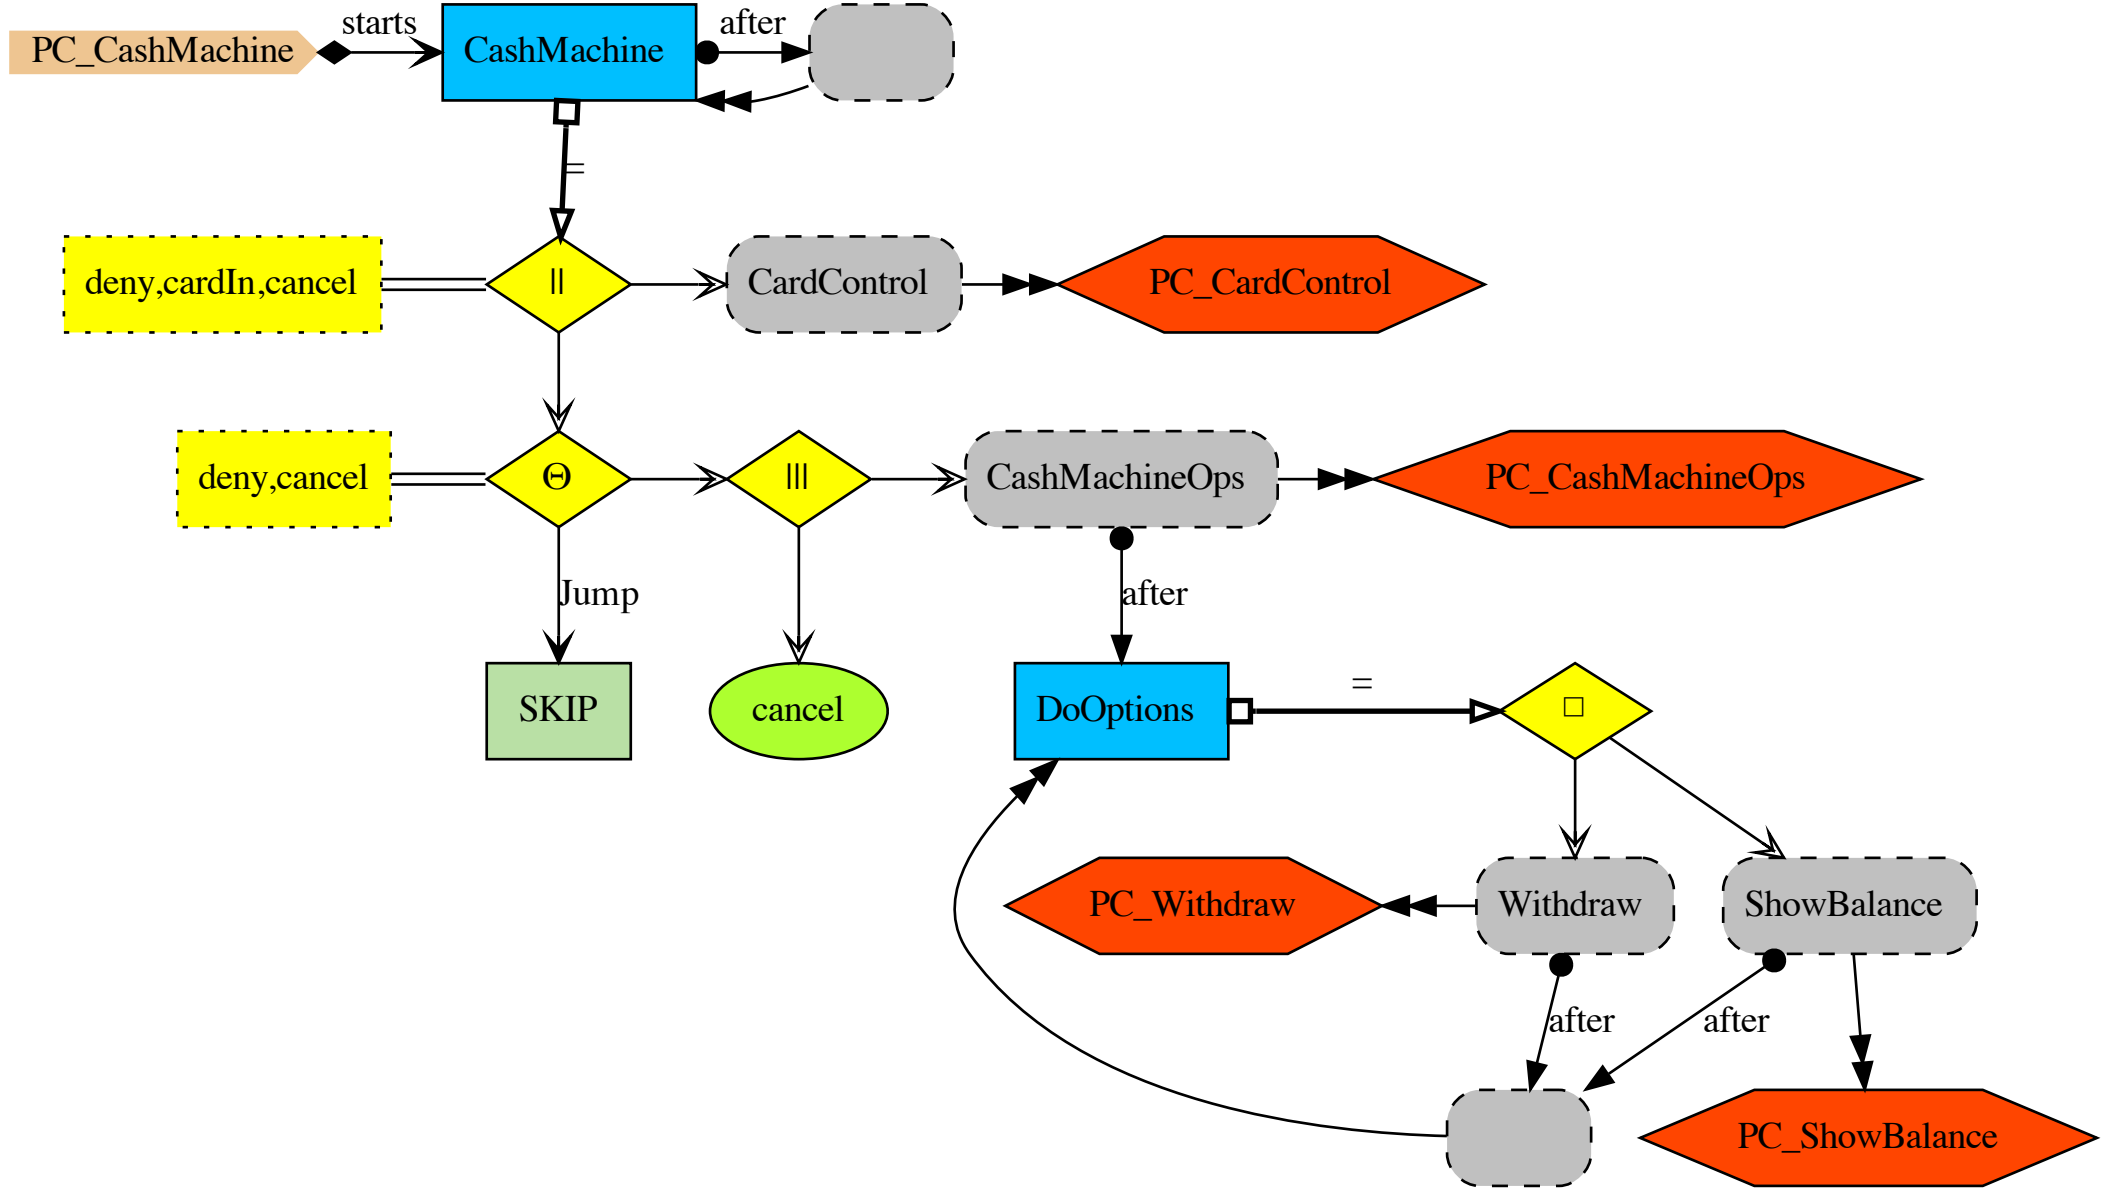 starts
after
PC_CashMachine
CashMachine
=
deny,cardIn,cancel
||
CardControl
PC_CardControl
deny,cancel
Θ
|||
CashMachineOps
PC_CashMachineOps
Jump
after
=
SKIP
cancel
DoOptions
□
PC_Withdraw
Withdraw
ShowBalance
after
after
PC_ShowBalance